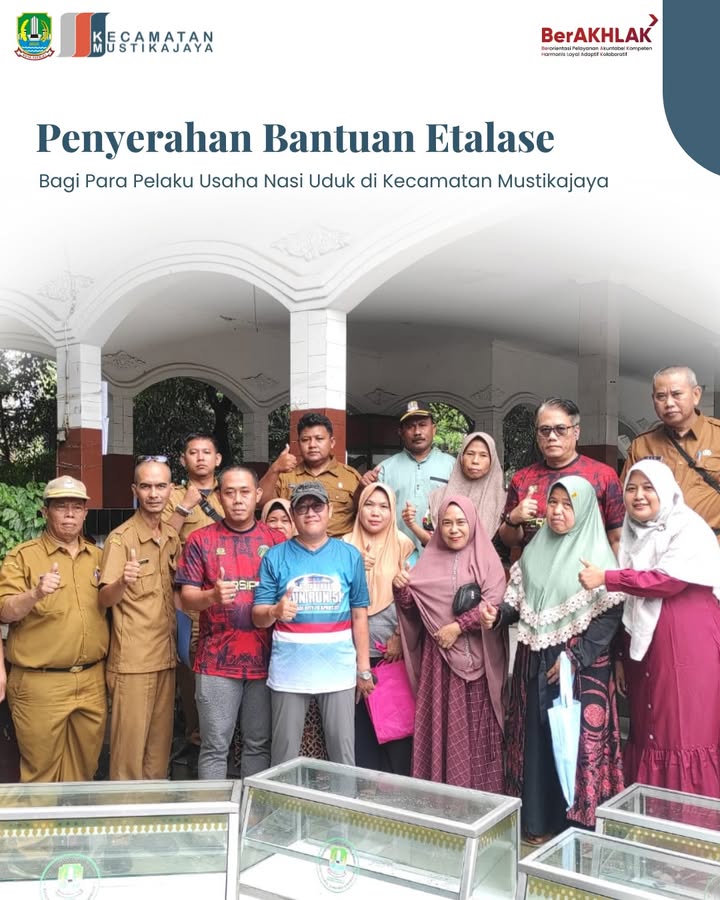 KECAMATAN
MUSTIKAJAYA
BerAKHLAK
Berorientasi Pelayanan Akuntabel Kompeten
Harmonis Loyal Adaptif Kolaboratif
Penyerahan Bantuan Etalase
Bagi Para Pelaku Usaha Nasi Uduk di Kecamatan Mustikajaya